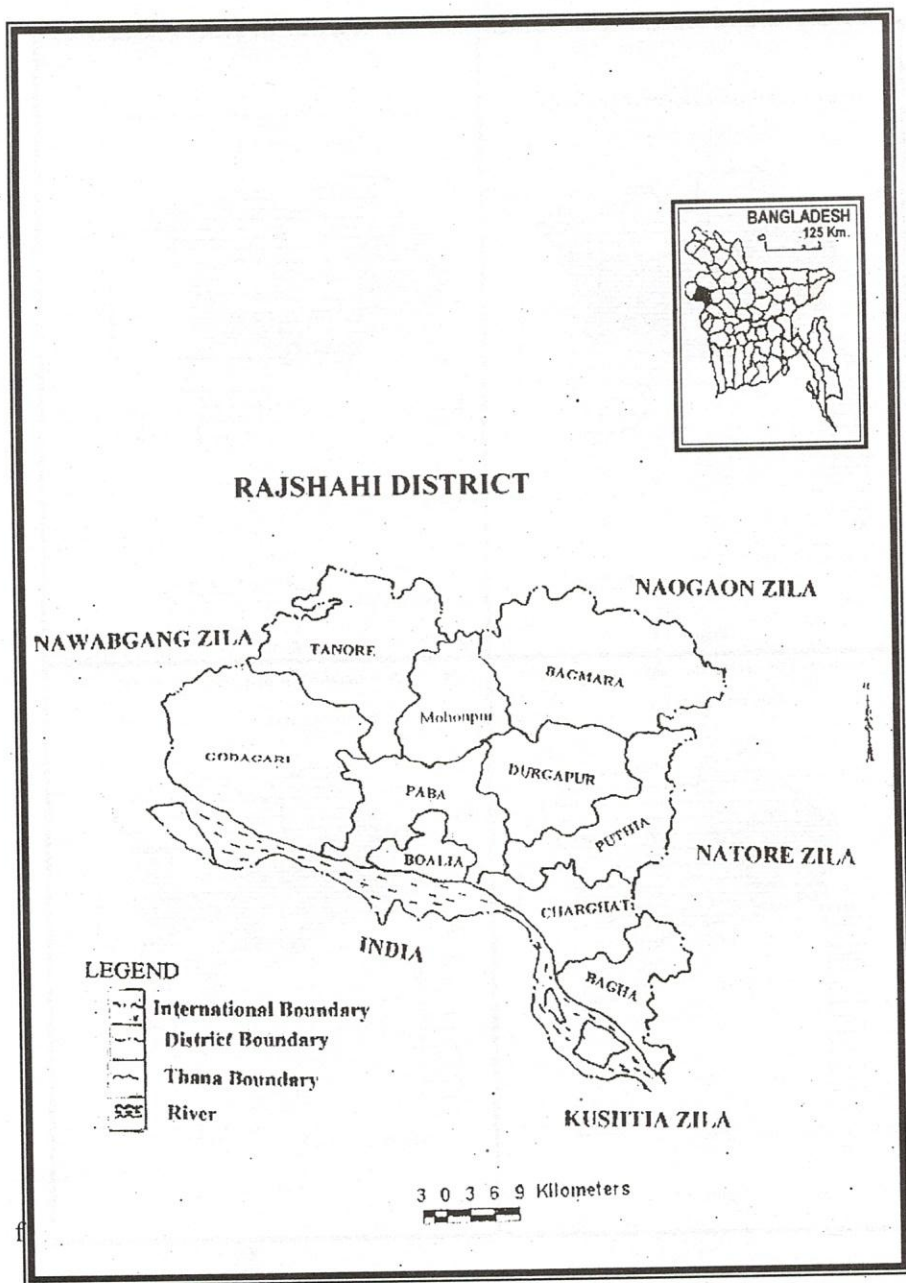 BANGLADESH
125 Km.
RAJSHAHI DISTRICT
NAOGAON ZILA
NAWABGANG ZILA
TANORE
BAGMARA
Mohonpur
GODAGARI
DURGAPUR
PABA
PUTHIA
BOALIA
NATORE ZILA
CHARGHAT
INDIA
BAGHA
LEGEND
International Boundary
District Boundary
Thana Boundary
River
KUSHTIA ZILA
3 0 3 6 9 Kilometers
f